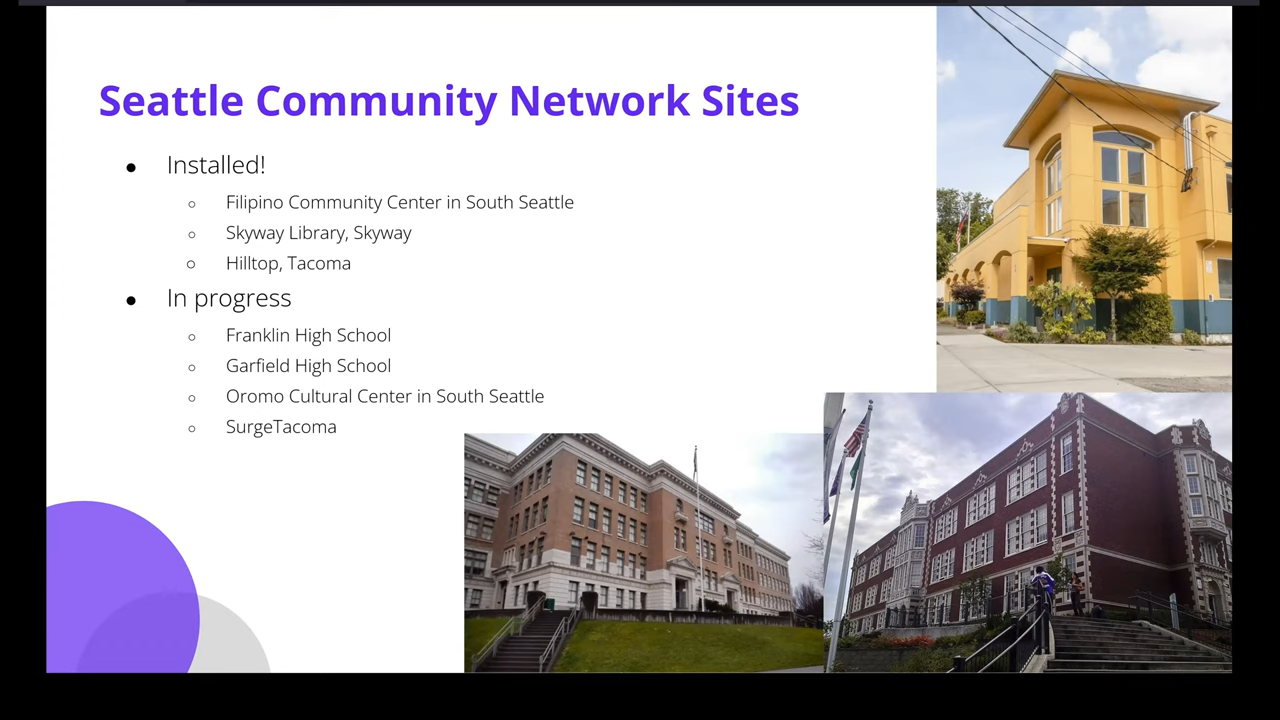 Seattle Community Network Sites
● Installed!
○ Filipino Community Center in South Seattle
○ Skyway Library, Skyway
○ Hilltop, Tacoma
● In progress
○ Franklin High School
○ Garfield High School
○ Oromo Cultural Center in South Seattle
○ SurgeTacoma